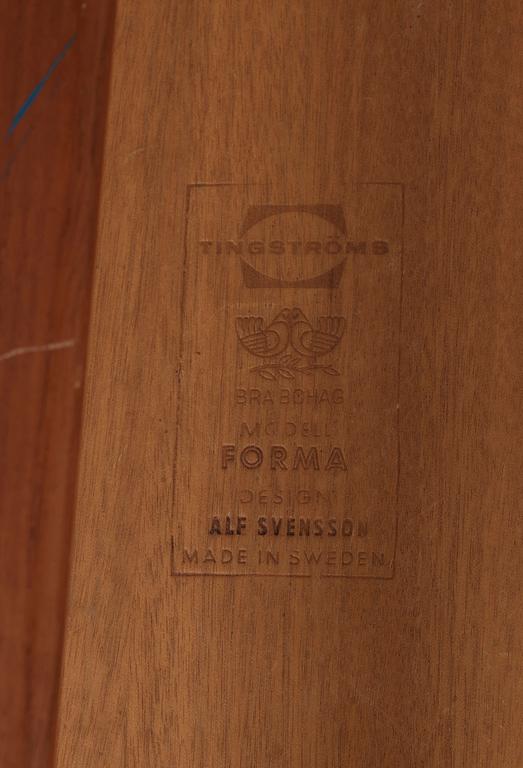 TINGSTRÖMS
BRA BOHAG
MODELL
FORMA
DESIGN
ALF SVENSSON
MADE IN SWEDEN